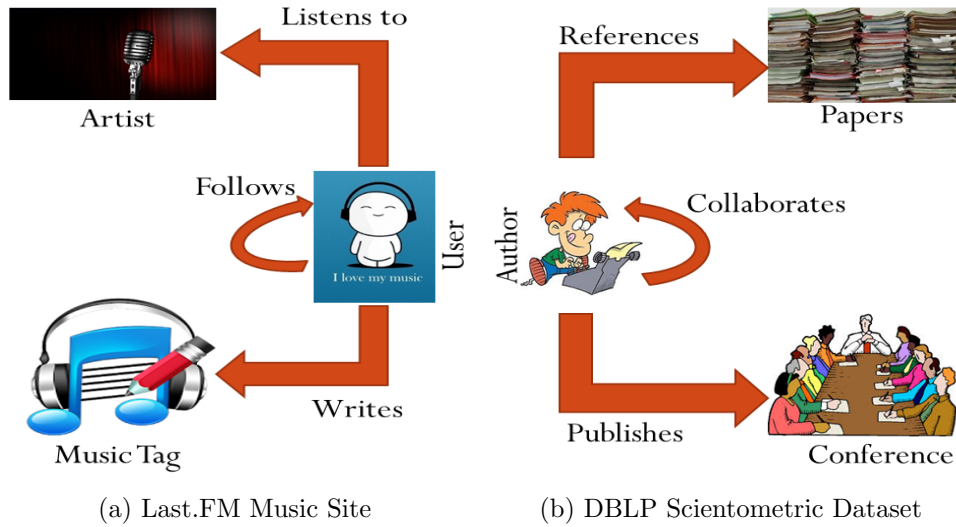 Listens to
Artist
Follows
User
I love my music
Writes
Music Tag
(a) Last.FM Music Site
References
Papers
Author
Collaborates
Publishes
Conference
(b) DBLP Scientometric Dataset